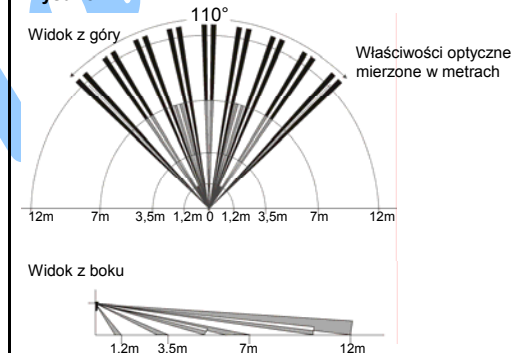 110°
Widok z góry
Właściwości optyczne
mierzone w metrach
12m 7m 3,5m 1,2m 0 1,2m 3,5m 7m 12m
Widok z boku
1.2m 3.5m 7m 12m